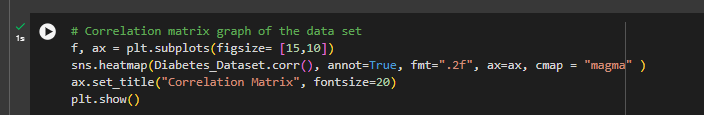 # Correlation matrix graph of the data set
f, ax = plt.subplots(figsize= [15,10])
sns.heatmap(Diabetes_Dataset.corr(), annot=True, fmt=".2f", ax=ax, cmap = "magma" )
ax.set_title("Correlation Matrix", fontsize=20)
plt.show()
1s